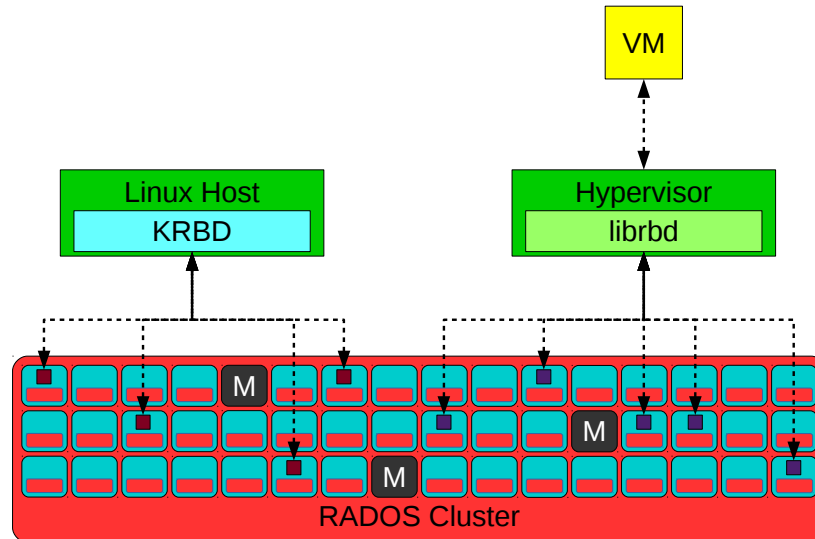 VM
Linux Host
KRBD
Hypervisor
librbd
M
M
M
RADOS Cluster